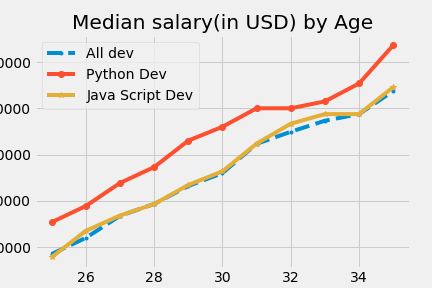 Median salary(in USD) by Age
All dev
Python Dev
Java Script Dev
26 28 30 32 34